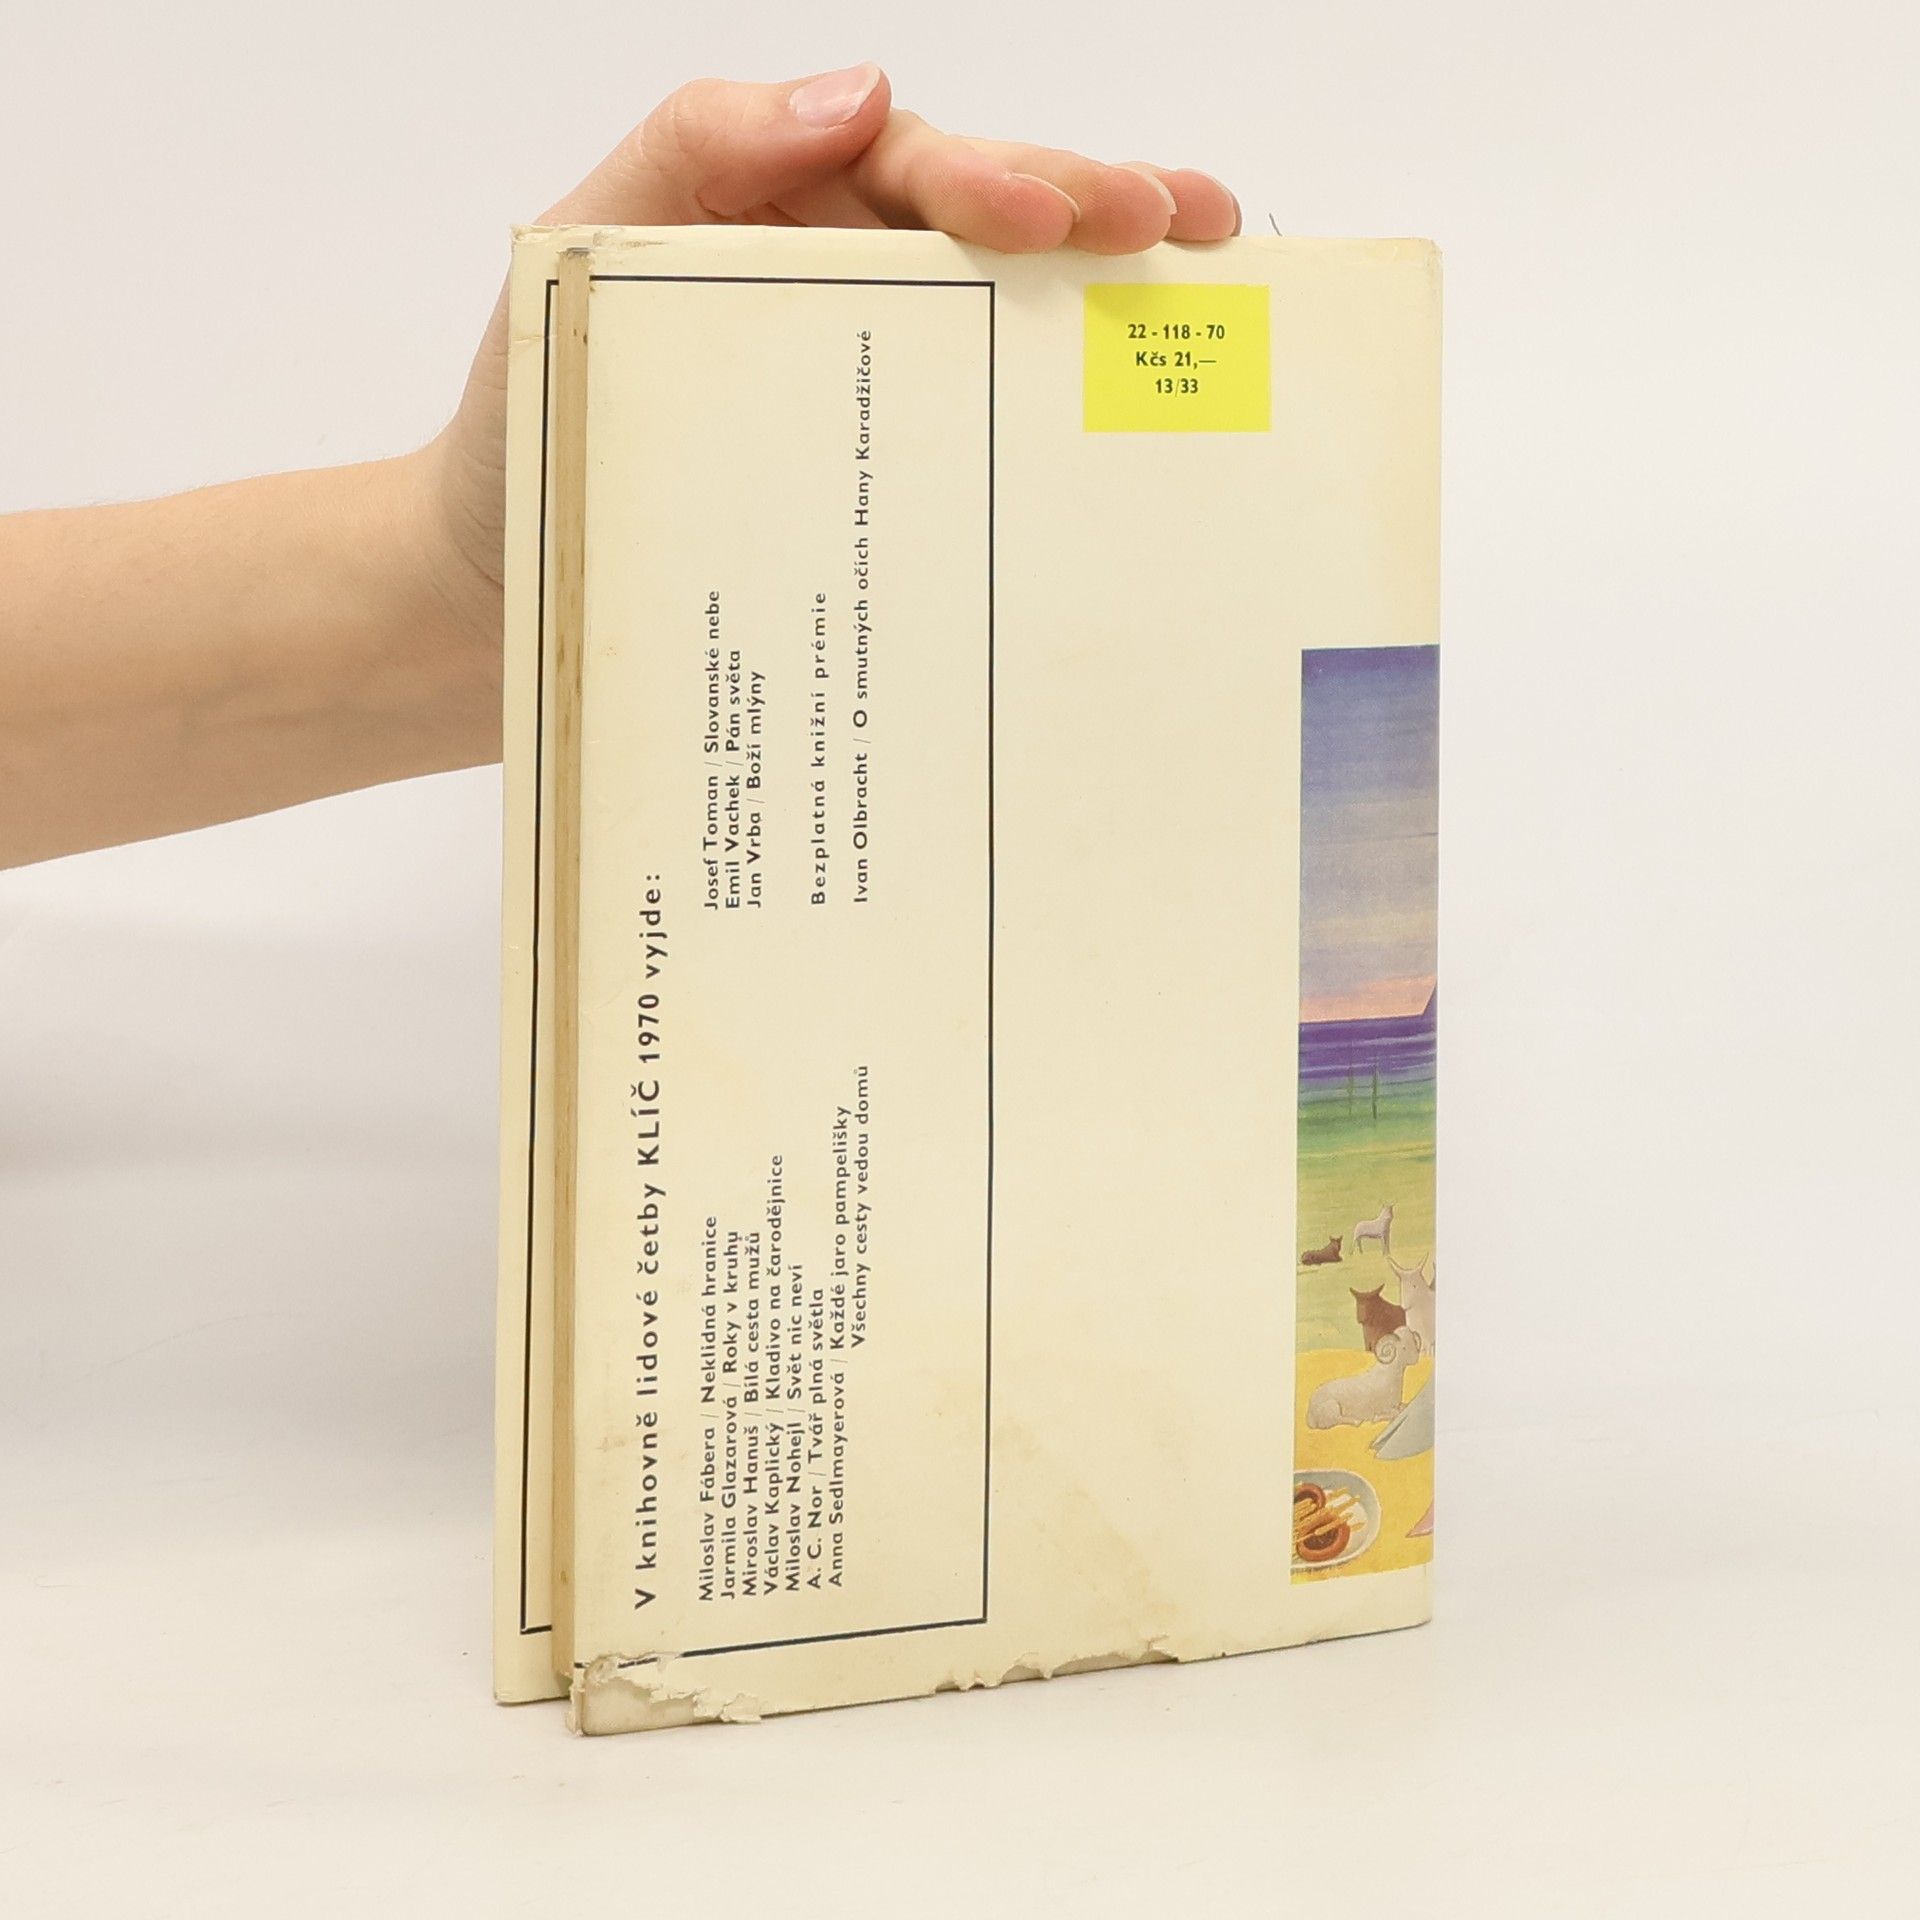 22 - 118 - 70
Kčs 21,—
13/33
V knihovně lidové četby KLÍČ 1970 vyjde:
Miloslav Fábera / Neklidná hranice
Jarmila Glazarová / Roky v kruhu
Miroslav Hanuš / Bílá cesta mužů
Václav Kaplický / Kladivo na čarodějnice
Miloslav Nohejl / Svět nic neví
A. C. Nor / Tvář plná světla
Anna Sedlmayerová / Každé jaro pampelišky
Všechny cesty vedou domů
Josef Toman / Slovanské nebe
Emil Vachek / Pán světa
Jan Vrba / Boží mlýny
Bezplatná knižní prémie
Ivan Olbracht / O smutných očích Hany Karadžičové